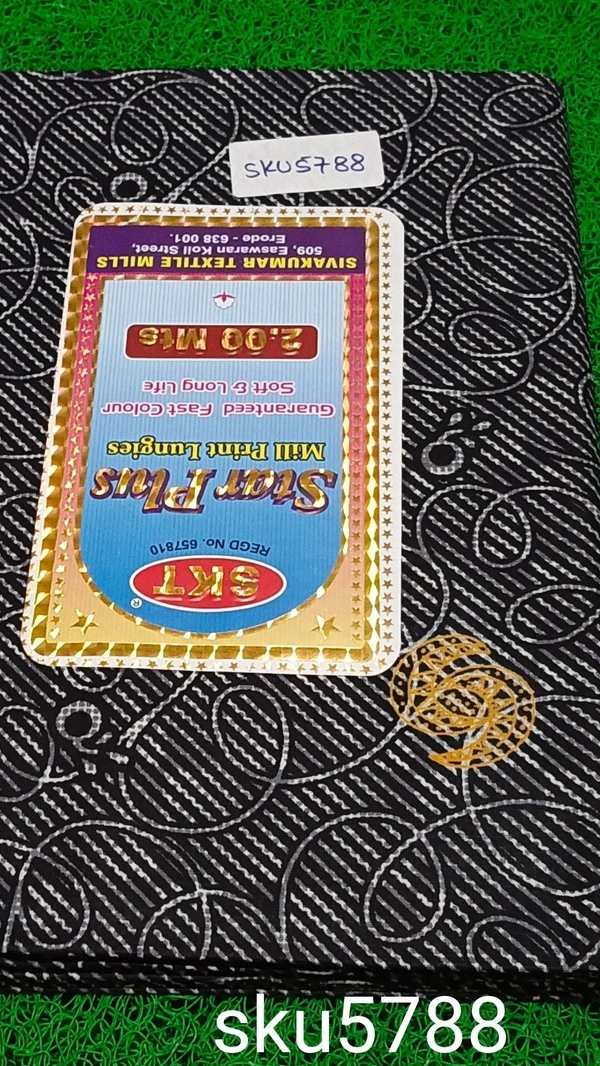 SKU5788
SKT
®
REGD No. 657810
Star Plus
Mill Print Lungies
Guaranteed Fast Colour
Soft & Long Life
2.00 Mts
SIVAKUMAR TEXTILE MILLS
509, Easwaran Koil Street,
Erode - 638 001.
sku5788